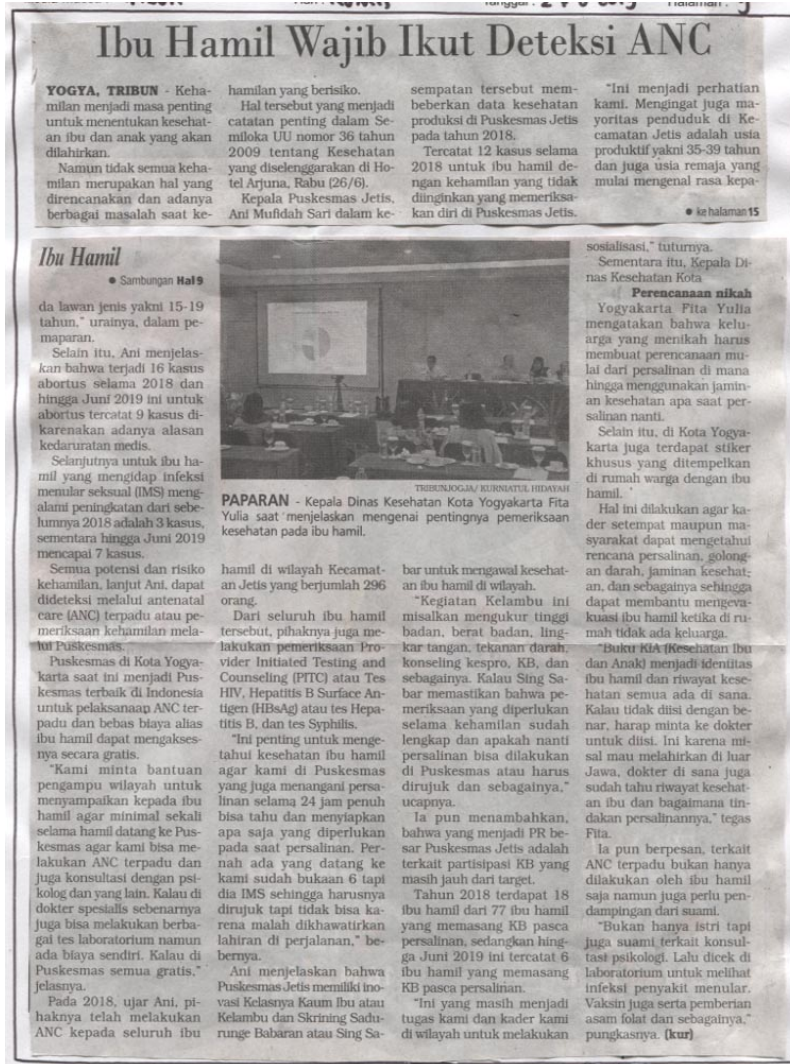 Ibu Hamil Wajib Ikut Deteksi ANC
YOGYA, TRIBUN - Keha-
milan menjadi masa penting
untuk menentukan kesehat-
an ibu dan anak yang akan
dilahirkan.
Namun tidak semua keha-
milan merupakan hal yang
direncanakan dan adanya
berbagai masalah saat ke-
hamilan yang berisiko.
Hal tersebut yang menjadi
catatan penting dalam Se-
miloka UU nomor 36 tahun
2009 tentang Kesehatan
yang diselenggarakan di Ho-
tel Arjuna, Rabu (26/6).
Kepala Puskesmas Jetis,
Ani Mufidah Sari dalam ke-
sempatan tersebut mem-
beberkan data kesehatan
produksi di Puskesmas Jetis
pada tahun 2018.
Tercatat 12 kasus selama
2018 untuk ibu hamil de-
ngan kehamilan yang tidak
diinginkan yang memeriksa-
kan diri di Puskesmas Jetis.
"Ini menjadi perhatian
kami. Mengingat juga ma-
yoritas penduduk di Ke-
camatan Jetis adalah usia
produktif yakni 35-39 tahun
dan juga usia remaja yang
mulai mengenal rasa kepa-
● ke halaman 15
Ibu Hamil
● Sambungan Hal 9
da lawan jenis yakni 15-19
tahun," urainya, dalam pe-
maparan.
Selain itu, Ani menjelas-
kan bahwa terjadi 16 kasus
abortus selama 2018 dan
hingga Juni 2019 ini untuk
abortus tercatat 9 kasus di-
karenakan adanya alasan
kedaruratan medis.
Selanjutnya untuk ibu ha-
mil yang mengidap infeksi
menular seksual (IMS) meng-
alami peningkatan dari sebe-
lumnya 2018 adalah 3 kasus,
sementara hingga Juni 2019
mencapai 7 kasus.
Semua potensi dan risiko
kehamilan, lanjut Ani, dapat
dideteksi melalui antenatal
care (ANC) terpadu atau pe-
meriksaan kehamilan mela-
lui Puskesmas.
Puskesmas di Kota Yogya-
karta saat ini menjadi Pus-
kesmas terbaik di Indonesia
untuk pelaksanaap ANC ter-
padu dan bebas biaya alias
ibu hamil dapat mengakses-
nya secara gratis.
"Kami minta bantuan
pengampu wilayah untuk
menyampaikan kepada ibu
hamil agar minimal sekali
selama hamil datang ke Pus-
kesmas agar kami bisa me-
lakukan ANC terpadu dan
juga konsultasi dengan psi-
kolog dan yang lain. Kalau di
dokter spesialis sebenarnya
juga bisa melakukan berba-
gai tes laboratorium namun
ada biaya sendiri. Kalau di
Puskesmas semua gratis,"
jelasnya.
Pada 2018, ujar Ani, pi-
haknya telah melakukan
ANC kepada seluruh ibu
TRIBUNJOGJA/ KURNIATUL HIDAYAH
PAPARAN - Kepala Dinas Kesehatan Kota Yogyakarta Fita
Yulia saat menjelaskan mengenai pentingnya pemeriksaan
kesehatan pada ibu hamil.
hamil di wilayah Kecamat-
an Jetis yang berjumlah 296
orang.
Dari seluruh ibu hamil
tersebut, pihaknya juga me-
lakukan pemeriksaan Pro-
vider Initiated Testing and
Counseling (PITC) atau Tes
HIV, Hepatitis B Surface An-
tigen (HBsAg) atau tes Hepa-
titis B, dan tes Syphilis.
"Ini penting untuk menge-
tahui kesehatan ibu hamil
agar kami di Puskesmas
yang juga menangani persa-
linan selama 24 jam penuh
bisa tahu dan menyiapkan
apa saja yang diperlukan
pada saat persalinan. Per-
nah ada yang datang ke
kami sudah bukaan 6 tapi
dia IMS sehingga harusnya
dirujuk tapi tidak bisa ka-
rena malah dikhawatirkan
lahiran di perjalanan," be-
bernya.
Ani menjelaskan bahwa
Puskesmas Jetis memiliki ino-
vasi Kelasnya Kaum Ibu atau
Kelambu dan Skrining Sadu-
runge Babaran atau Sing Sa-
bar untuk mengawal kesehat-
an ibu hamil di wilayah.
"Kegiatan Kelambu ini
misalkan mengukur tinggi
badan, berat badan, ling-
kar tangan, tekanan darah,
konseling kespro, KB, dan
sebagainya. Kalau Sing Sa-
bar memastikan bahwa pe-
meriksaan yang diperlukan
selama kehamilan sudah
lengkap dan apakah nanti
persalinan bisa dilakukan
di Puskesmas atau harus
dirujuk dan sebagainya,"
ucapnya.
Ia pun menambahkan,
bahwa yang menjadi PR be-
sar Puskesmas Jetis adalah
terkait partisipasi KB yang
masih jauh dari target.
Tahun 2018 terdapat 18
ibu hamil dari 77 ibu hamil
yang memasang KB pasca
persalinan, sedangkan hing-
ga Juni 2019 ini tercatat 6
ibu hamil yang memasang
KB pasca persalinan.
"Ini yang masih menjadi
tugas kami dan kader kami
di wilayah untuk melakukan
sosialisasi," tuturnya.
Sementara itu, Kepala Di-
nas Kesehatan Kota
Perencanaan nikah
Yogyakarta Fita Yulia
mengatakan bahwa kelu-
arga yang menikah harus
membuat perencanaan mu-
lai dari persalinan di mana
hingga menggunakan jamin-
an kesehatan apa saat per-
salinan nanti.
Selain itu, di Kota Yogya-
karta juga terdapat stiker
khusus yang ditempelkan
di rumah warga dengan ibu
hamil.
Hal ini dilakukan agar ka-
der setempat maupun ma-
syarakat dapat mengetahui
rencana persalinan, golong-
an darah, jaminan kesehat-
an, dan sebagainya sehingga
dapat membantu mengeva-
kuasi ibu hamil ketika di ru-
mah tidak ada keluarga.
"Buku KIA (Kesehatan Ibu
dan Anak) menjadi identitas
ibu hamil dan riwayat kese-
hatan semua ada di sana.
Kalau tidak diisi dengan be-
nar, harap minta ke dokter
untuk diisi. Ini karena mi-
sal mau melahirkan di luar
Jawa, dokter di sana juga
sudah tahu riwayat kesehat-
an ibu dan bagaimana tin-
dakan persalinannya," tegas
Fita.
Ia pun berpesan, terkait
ANC terpadu bukan hanya
dilakukan oleh ibu hamil
saja namun juga perlu pen-
dampingan dari suami.
"Bukan hanya istri tapi
juga suami terkait konsul-
tasi psikologi. Lalu dicek di
laboratorium untuk melihat
infeksi penyakit menular.
Vaksin juga serta pemberian
asam folat dan sebagainya,"
pungkasnya. (kur)